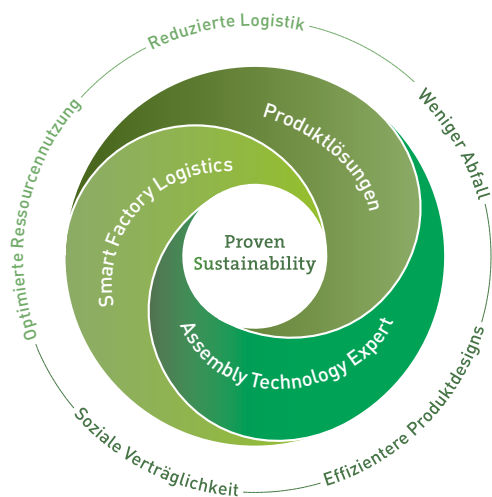 Reduzierte Logistik
Weniger Abfall
Effizientere Produktdesigns
Soziale Verträglichkeit
Optimierte Ressourcennutzung
Produktlösungen
Smart Factory Logistics
Assembly Technology Expert
Proven
Sustainability